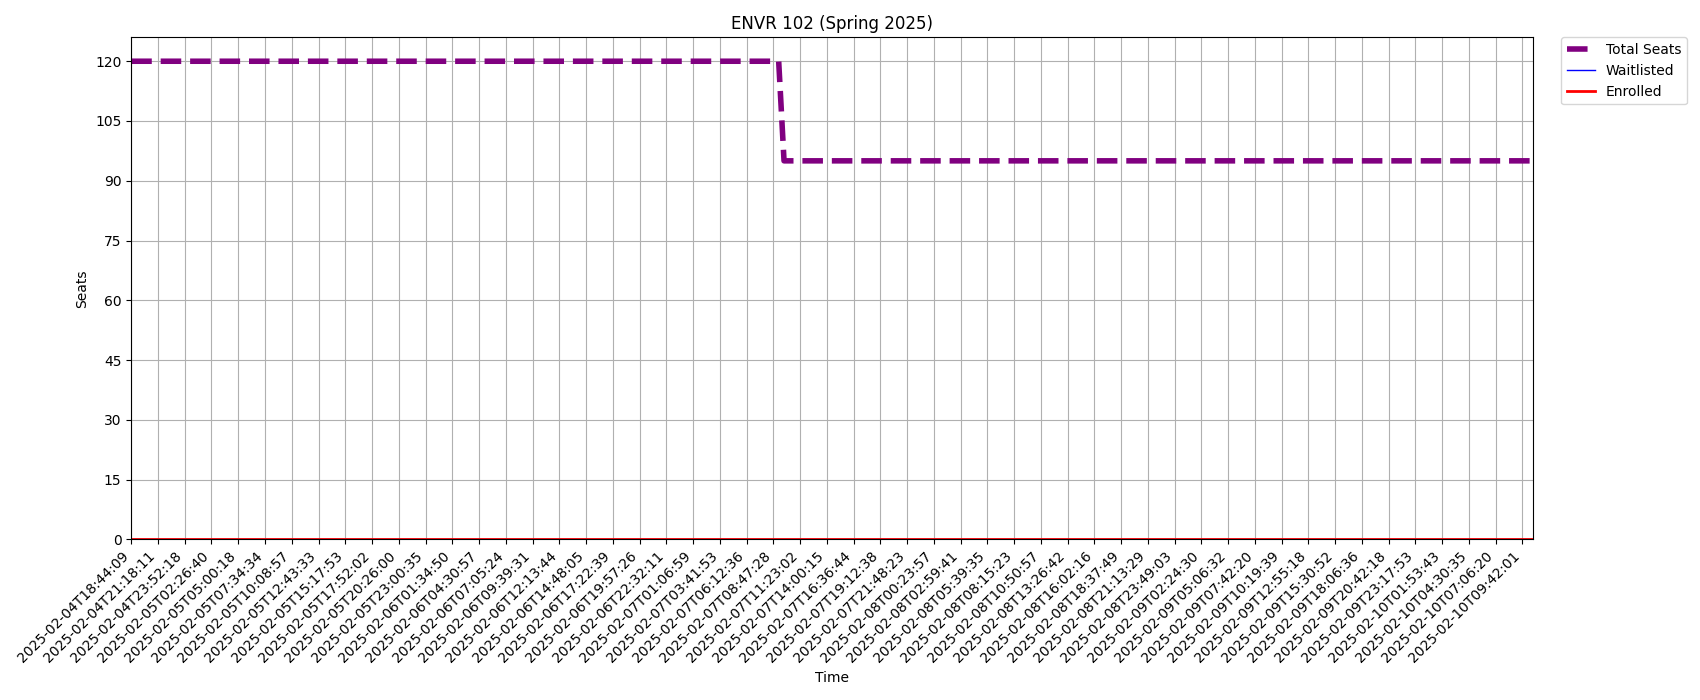 ENVR 102 (Spring 2025)
Total Seats
Waitlisted
Enrolled
120
105
90
75
60
45
30
15
0
Seats
2025-02-04T18:44:09
2025-02-04T21:18:11
2025-02-04T23:52:18
2025-02-05T02:26:40
2025-02-05T05:00:18
2025-02-05T07:34:34
2025-02-05T10:08:57
2025-02-05T12:43:33
2025-02-05T15:17:53
2025-02-05T17:52:02
2025-02-05T20:26:00
2025-02-05T23:00:35
2025-02-06T01:34:50
2025-02-06T04:30:57
2025-02-06T07:05:24
2025-02-06T09:39:31
2025-02-06T12:13:44
2025-02-06T14:48:05
2025-02-06T17:22:39
2025-02-06T19:57:26
2025-02-06T22:32:11
2025-02-07T01:06:59
2025-02-07T03:41:53
2025-02-07T06:12:36
2025-02-07T08:47:28
2025-02-07T11:23:02
2025-02-07T14:00:15
2025-02-07T16:36:44
2025-02-07T19:12:38
2025-02-07T21:48:23
2025-02-08T00:23:57
2025-02-08T02:59:41
2025-02-08T05:39:35
2025-02-08T08:15:23
2025-02-08T10:50:57
2025-02-08T13:26:42
2025-02-08T16:02:16
2025-02-08T18:37:49
2025-02-08T21:13:29
2025-02-08T23:49:03
2025-02-09T02:24:30
2025-02-09T05:06:32
2025-02-09T07:42:20
2025-02-09T10:19:39
2025-02-09T12:55:18
2025-02-09T15:30:52
2025-02-09T18:06:36
2025-02-09T20:42:18
2025-02-09T23:17:53
2025-02-10T01:53:43
2025-02-10T04:30:35
2025-02-10T07:06:20
2025-02-10T09:42:01
Time